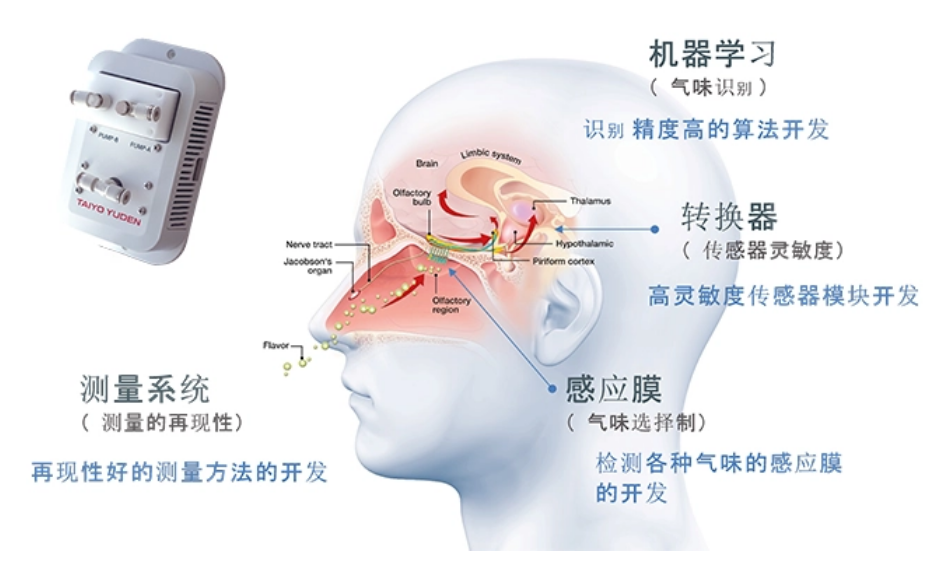 机器学习
( 气味识别 )
识别 精度高的算法开发
PUMP-B
PUMP-A
TAIYO YUDEN
Brain
Limbic system
Olfactory
bulb
Thalamus
Nerve tract
Hypothalamic
Jacobson's
organ
Piriform cortex
Olfactory
region
Flavor
转换器
( 传感器灵敏度)
高灵敏度传感器模块开发
测量系统
( 测量的再现性)
再现性好的测量方法的开发
感应膜
( 气味选择制)
检测各种气味的感应膜
的开发